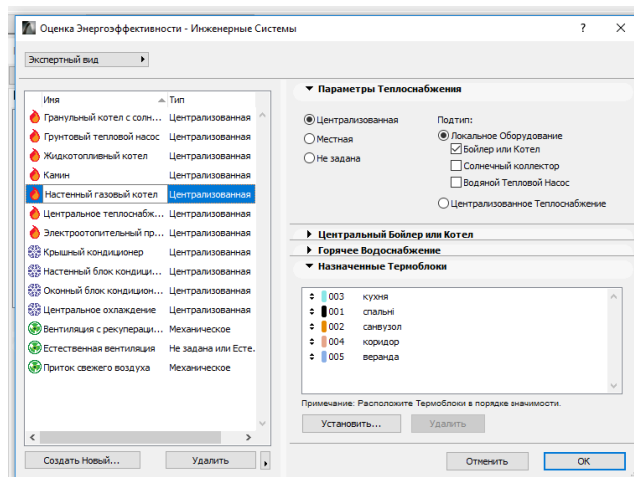 Оценка Энергоэффективности - Инженерные Системы
? ×
Экспертный вид
Имя Тип
Гранульный котел с солн... Централизованная
Грунтовый тепловой насос Централизованная
Жидкотопливный котел Централизованная
Камин Централизованная
Настенный газовый котел Централизованная
Центральное теплоснабж... Централизованная
Электроотопительный пр... Централизованная
Крышный кондиционер Централизованная
Настенный блок кондици... Централизованная
Оконный блок кондицион... Централизованная
Центральное охлаждение Централизованная
Вентиляция с рекупераци... Механическое
Естественная вентиляция Не задана или Есте.
Приток свежего воздуха Механическое
Создать Новый...
Удалить
Параметры Теплоснабжения
Централизованная
Местная
Не задана
Подтип:
Локальное Оборудование
Бойлер или Котел
Солнечный коллектор
Водяной Тепловой Насос
Централизованное Теплоснабжение
Центральный Бойлер или Котел
Горячее Водоснабжение
Назначенные Термоблоки
003 кухня
001 спальні
002 санвузол
004 коридор
005 веранда
Примечание: Расположите Термоблоки в порядке значимости.
Установить...
Удалить
Отменить
OK